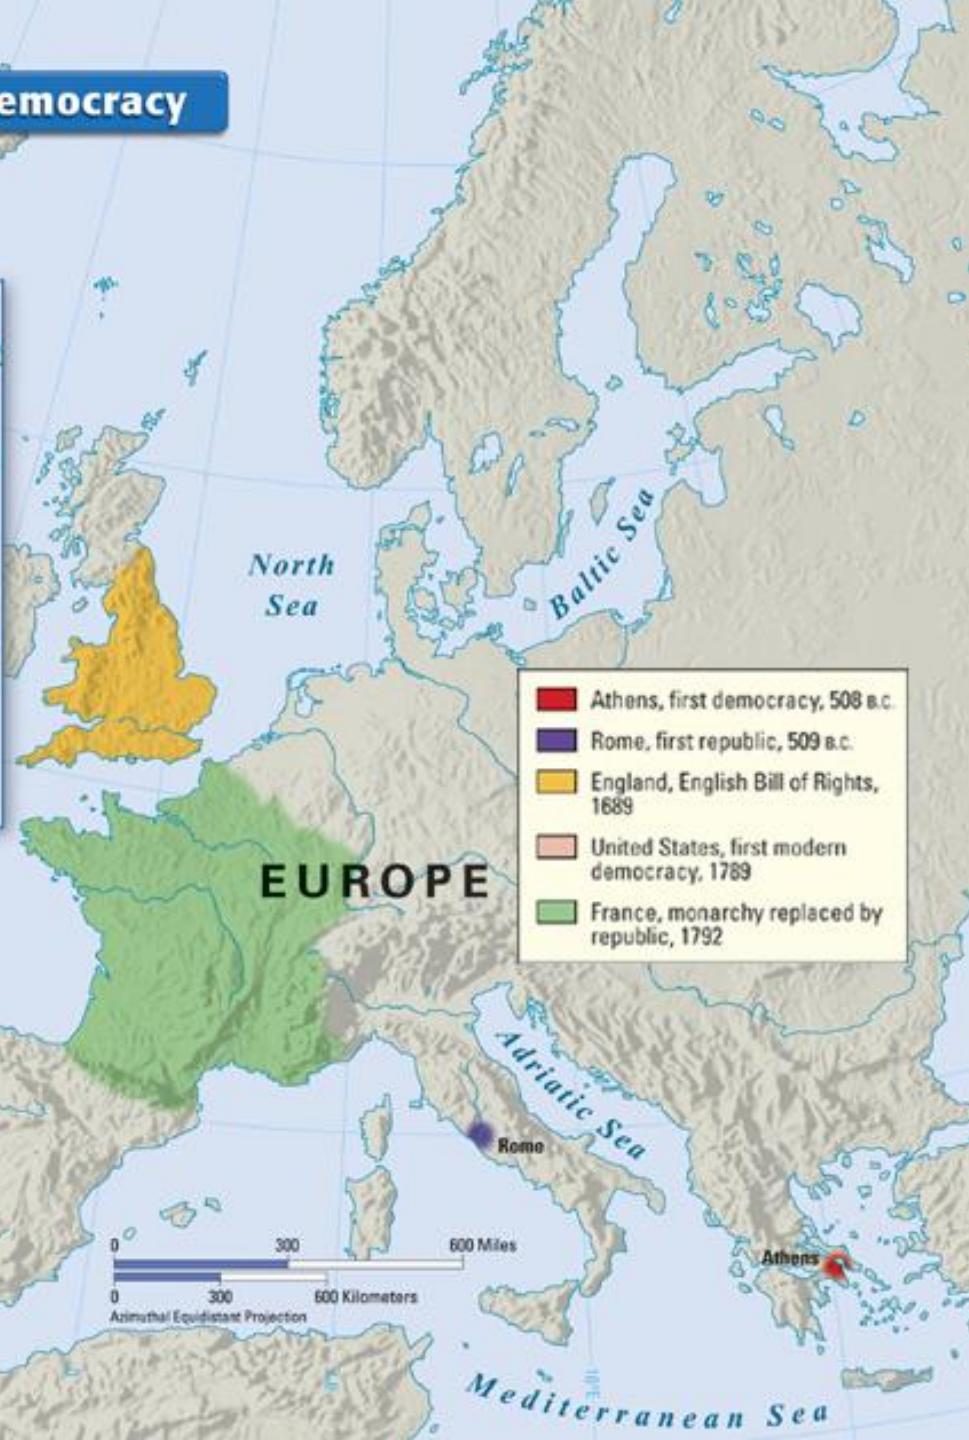 emocracy
North
Sea
Baltic Sea
Athens, first democracy, 508 B.C.
Rome, first republic, 509 B.C.
England, English Bill of Rights,
1689
United States, first modern
democracy, 1789
France, monarchy replaced by
republic, 1792
EUROPE
Adriatic Sea
Rome
Athens
0 300 600 Miles
0 300 600 Kilometers
Azimuthal Equidistant Projection
Mediterranean Sea